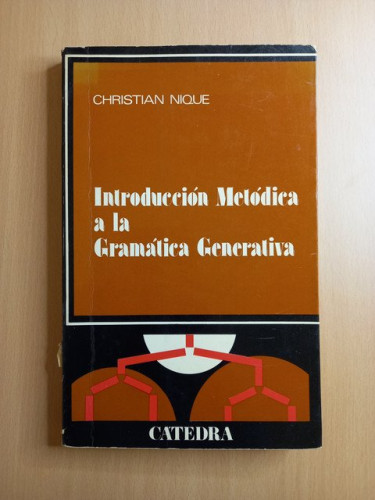 CHRISTIAN NIQUE
Introducción Metódica
a la
Gramática Generativa
CATEDRA